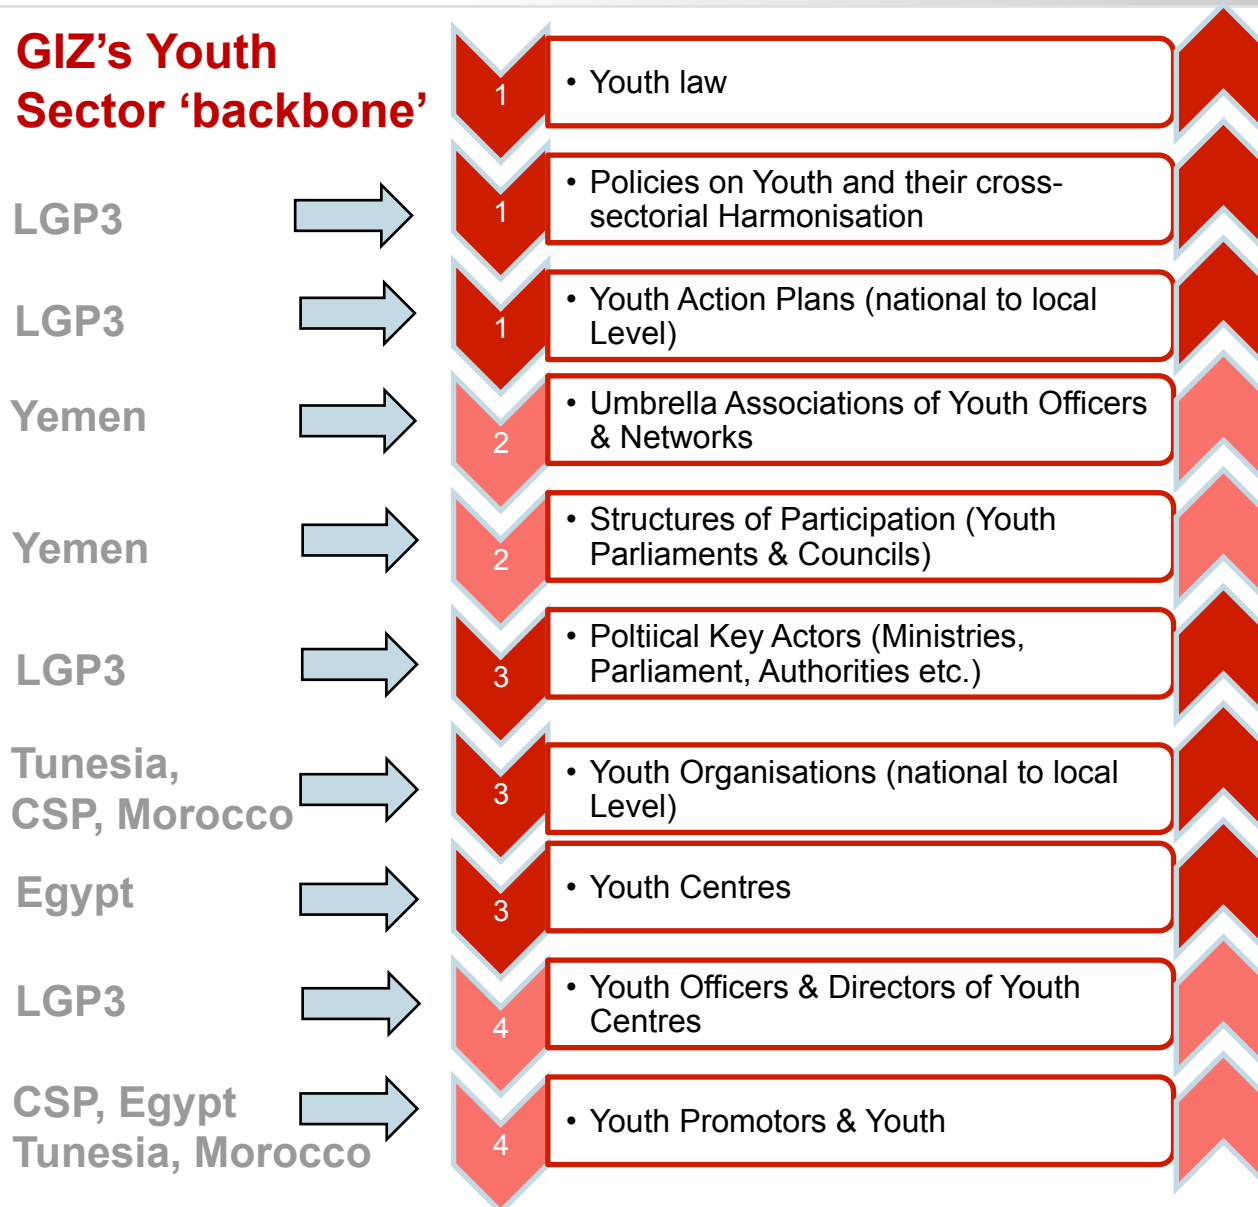 GIZ’s Youth
Sector ‘backbone’
1
• Youth law
LGP3
1
• Policies on Youth and their cross-
sectorial Harmonisation
LGP3
1
• Youth Action Plans (national to local
Level)
Yemen
2
• Umbrella Associations of Youth Officers
& Networks
Yemen
2
• Structures of Participation (Youth
Parliaments & Councils)
LGP3
3
• Poltiical Key Actors (Ministries,
Parliament, Authorities etc.)
Tunesia,
CSP, Morocco
3
• Youth Organisations (national to local
Level)
Egypt
3
• Youth Centres
LGP3
4
• Youth Officers & Directors of Youth
Centres
CSP, Egypt
Tunesia, Morocco
4
• Youth Promotors & Youth